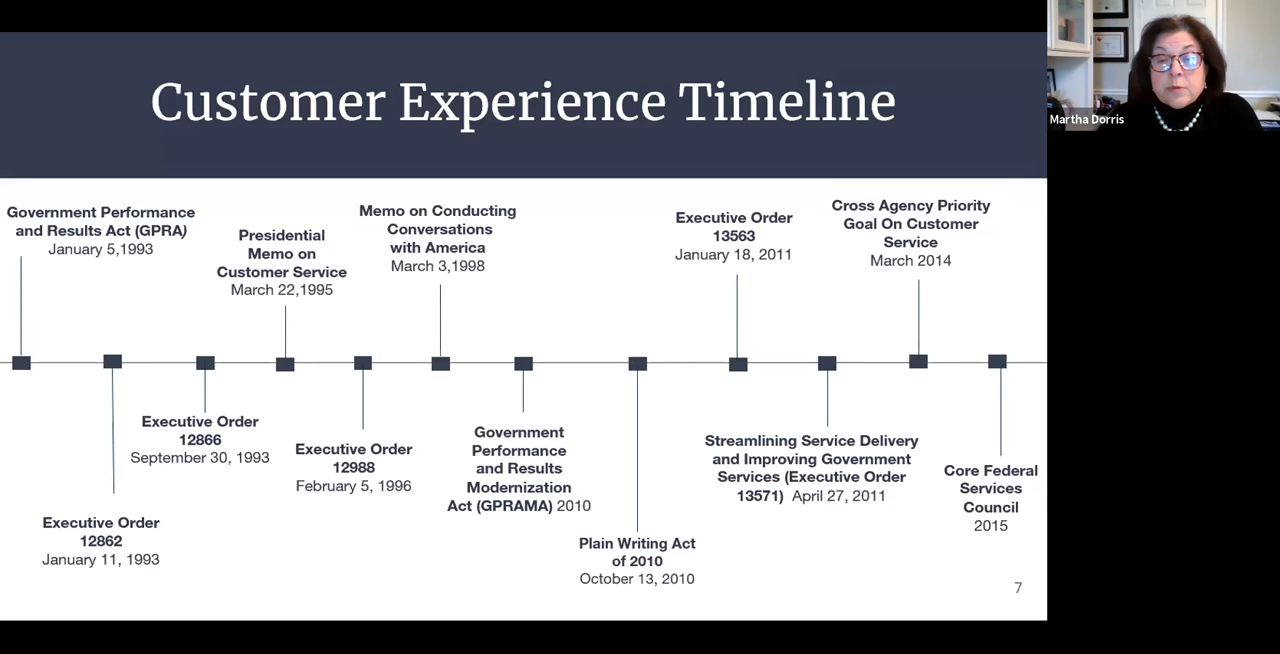 Customer Experience Timeline
Martha Dorris
Government Performance
and Results Act (GPRA)
January 5,1993
Executive Order
12862
January 11, 1993
Executive Order
12866
September 30, 1993
Presidential
Memo on
Customer Service
March 22,1995
Executive Order
12988
February 5, 1996
Memo on Conducting
Conversations
with America
March 3,1998
Government
Performance
and Results
Modernization
Act (GPRAMA) 2010
Plain Writing Act
of 2010
October 13, 2010
Executive Order
13563
January 18, 2011
Streamlining Service Delivery
and Improving Government
Services (Executive Order
13571) April 27, 2011
Cross Agency Priority
Goal On Customer
Service
March 2014
Core Federal
Services
Council
2015
7